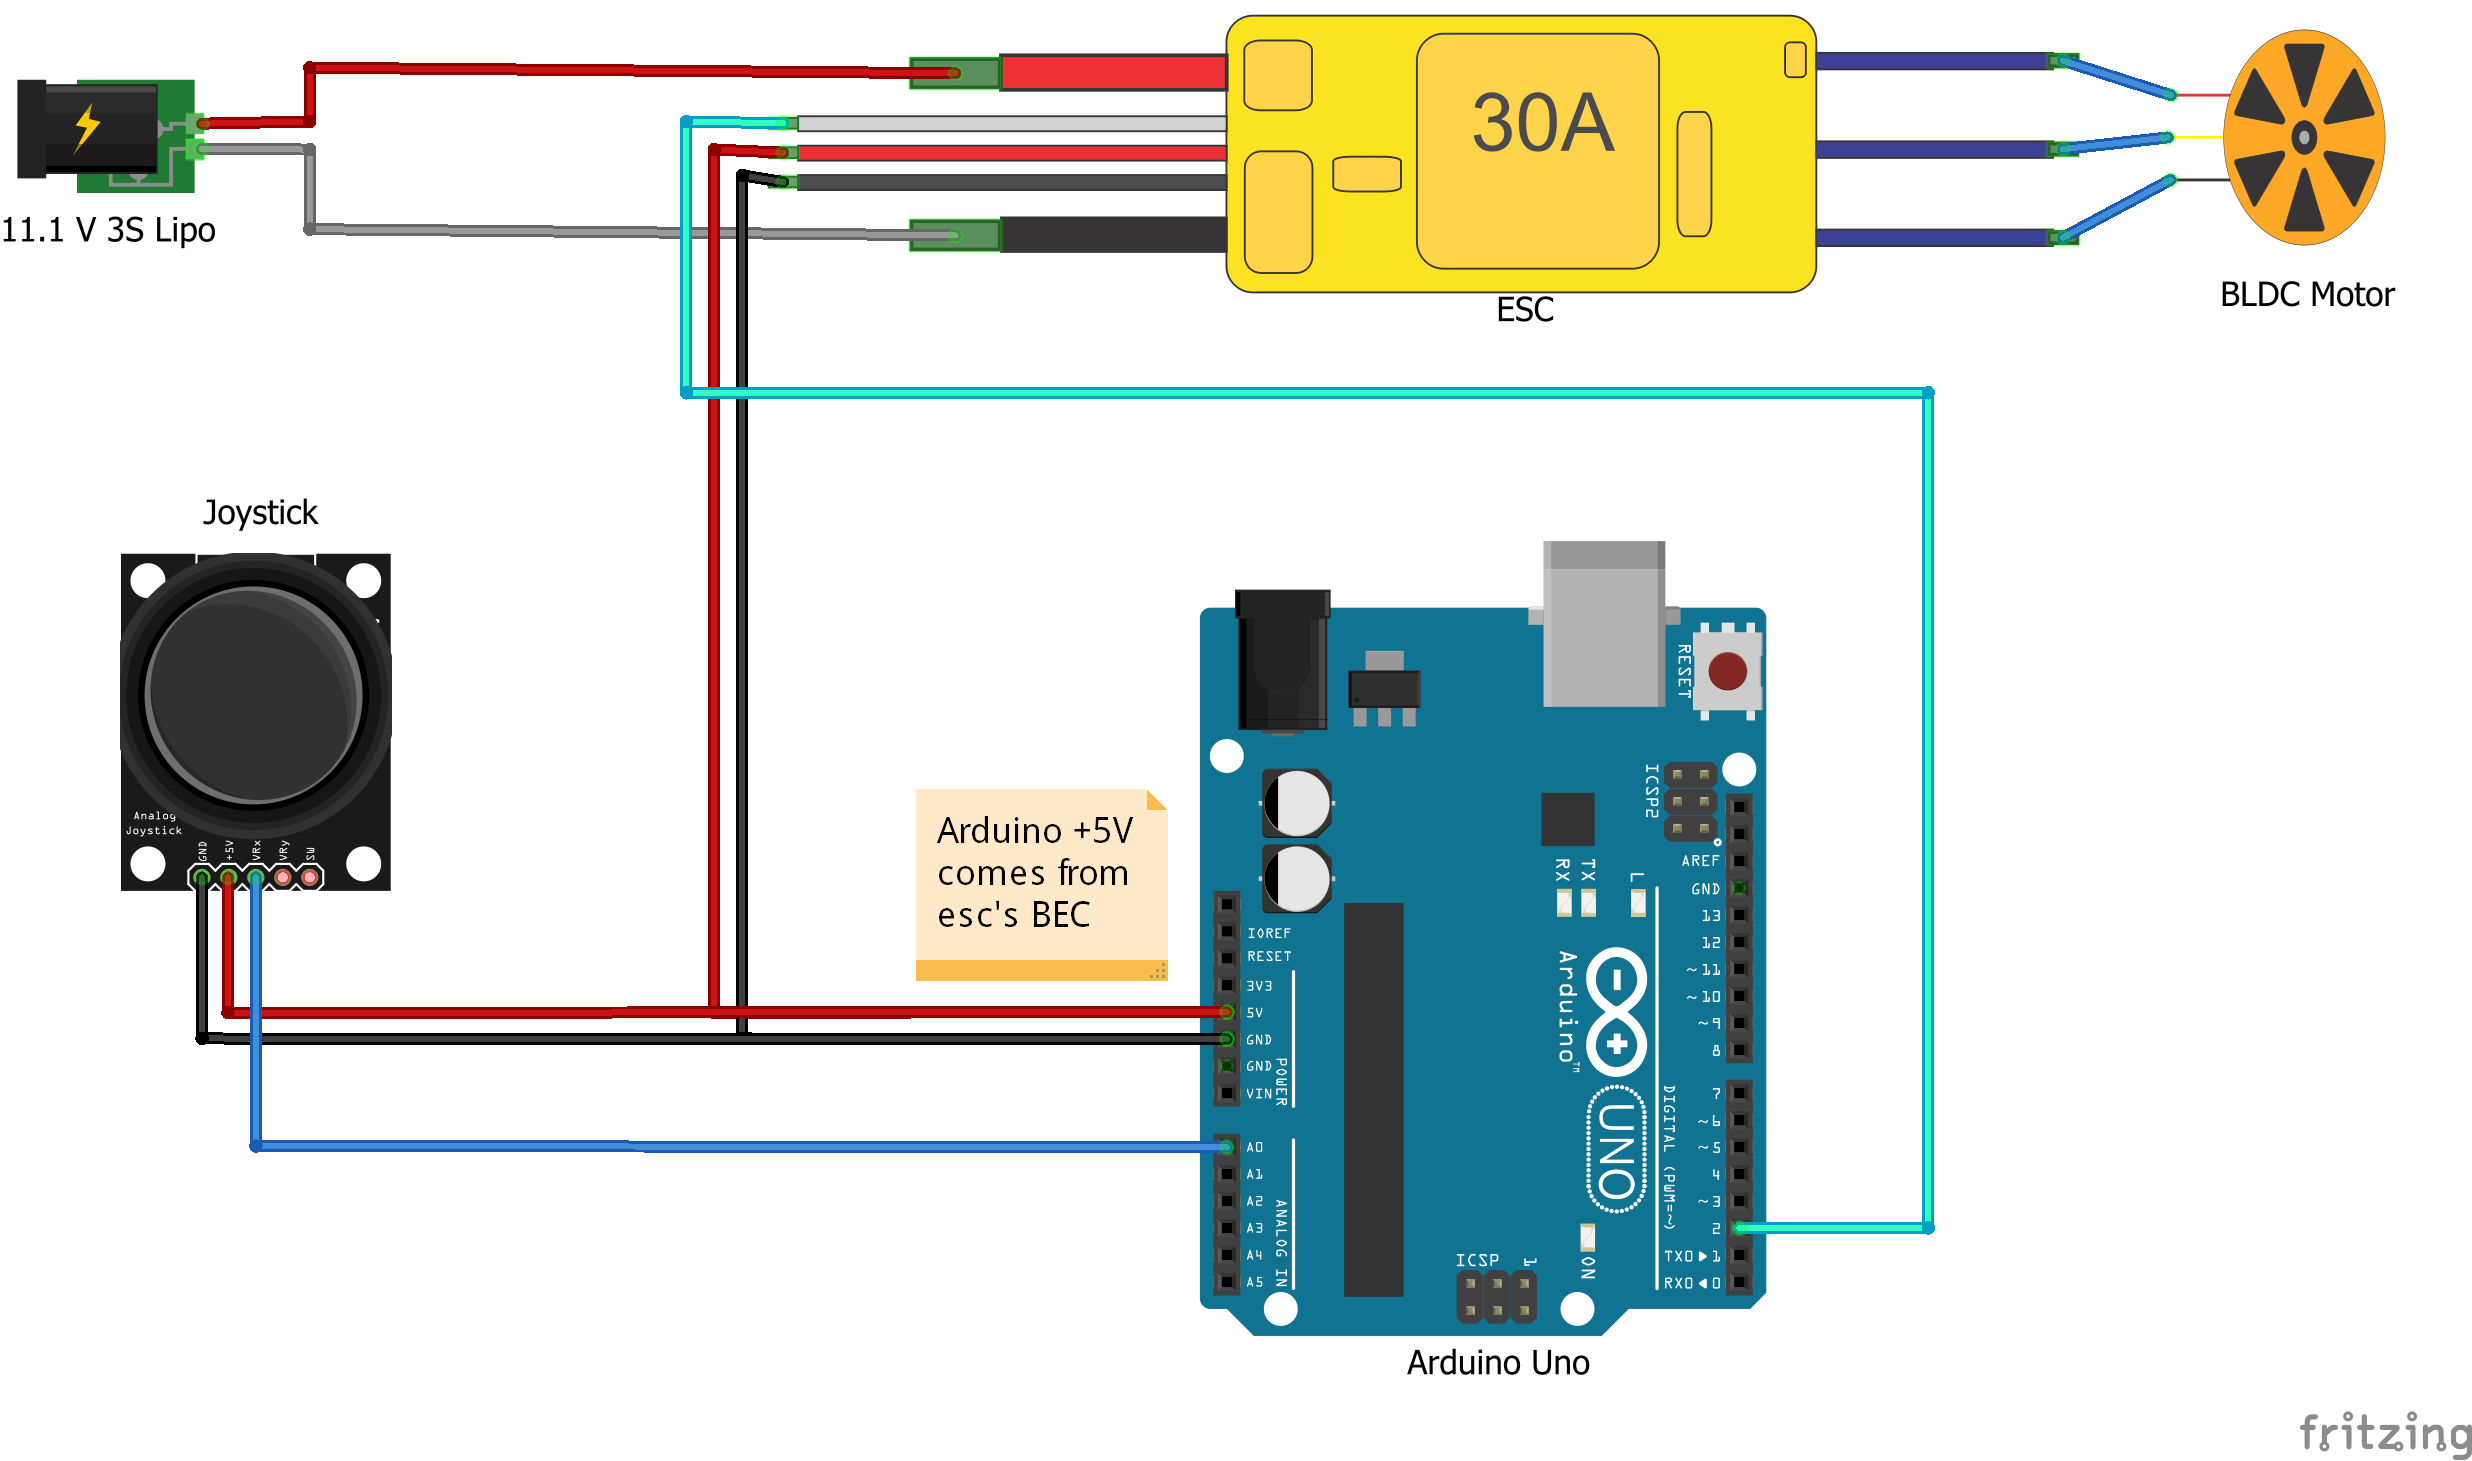 30A
11.1 V 3S Lipo
ESC
BLDC Motor
Joystick
Analog
Joystick
GND
+5V
VRx
VRy
SW
Arduino +5V
comes from
esc's BEC
RESET
ICSP2
AREF
GND
13
12
~11
~10
~9
8
RX
TX
L
IOREF
RESET
3V3
5V
GND
GND
VIN
POWER
Arduino™
UNO
DIGITAL (PWM=~)
7
~6
~5
4
~3
2
TX0▶1
RX0◀0
A0
A1
A2
A3
A4
A5
ANALOG IN
ICSP
1
ON
Arduino Uno
fritzing